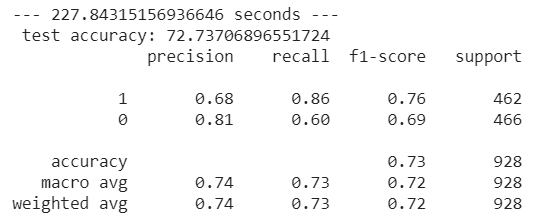 --- 227.84315156936646 seconds ---
test accuracy: 72.73706896551724
precision recall f1-score support
1 0.68 0.86 0.76 462
0 0.81 0.60 0.69 466
accuracy 0.73 928
macro avg 0.74 0.73 0.72 928
weighted avg 0.74 0.73 0.72 928